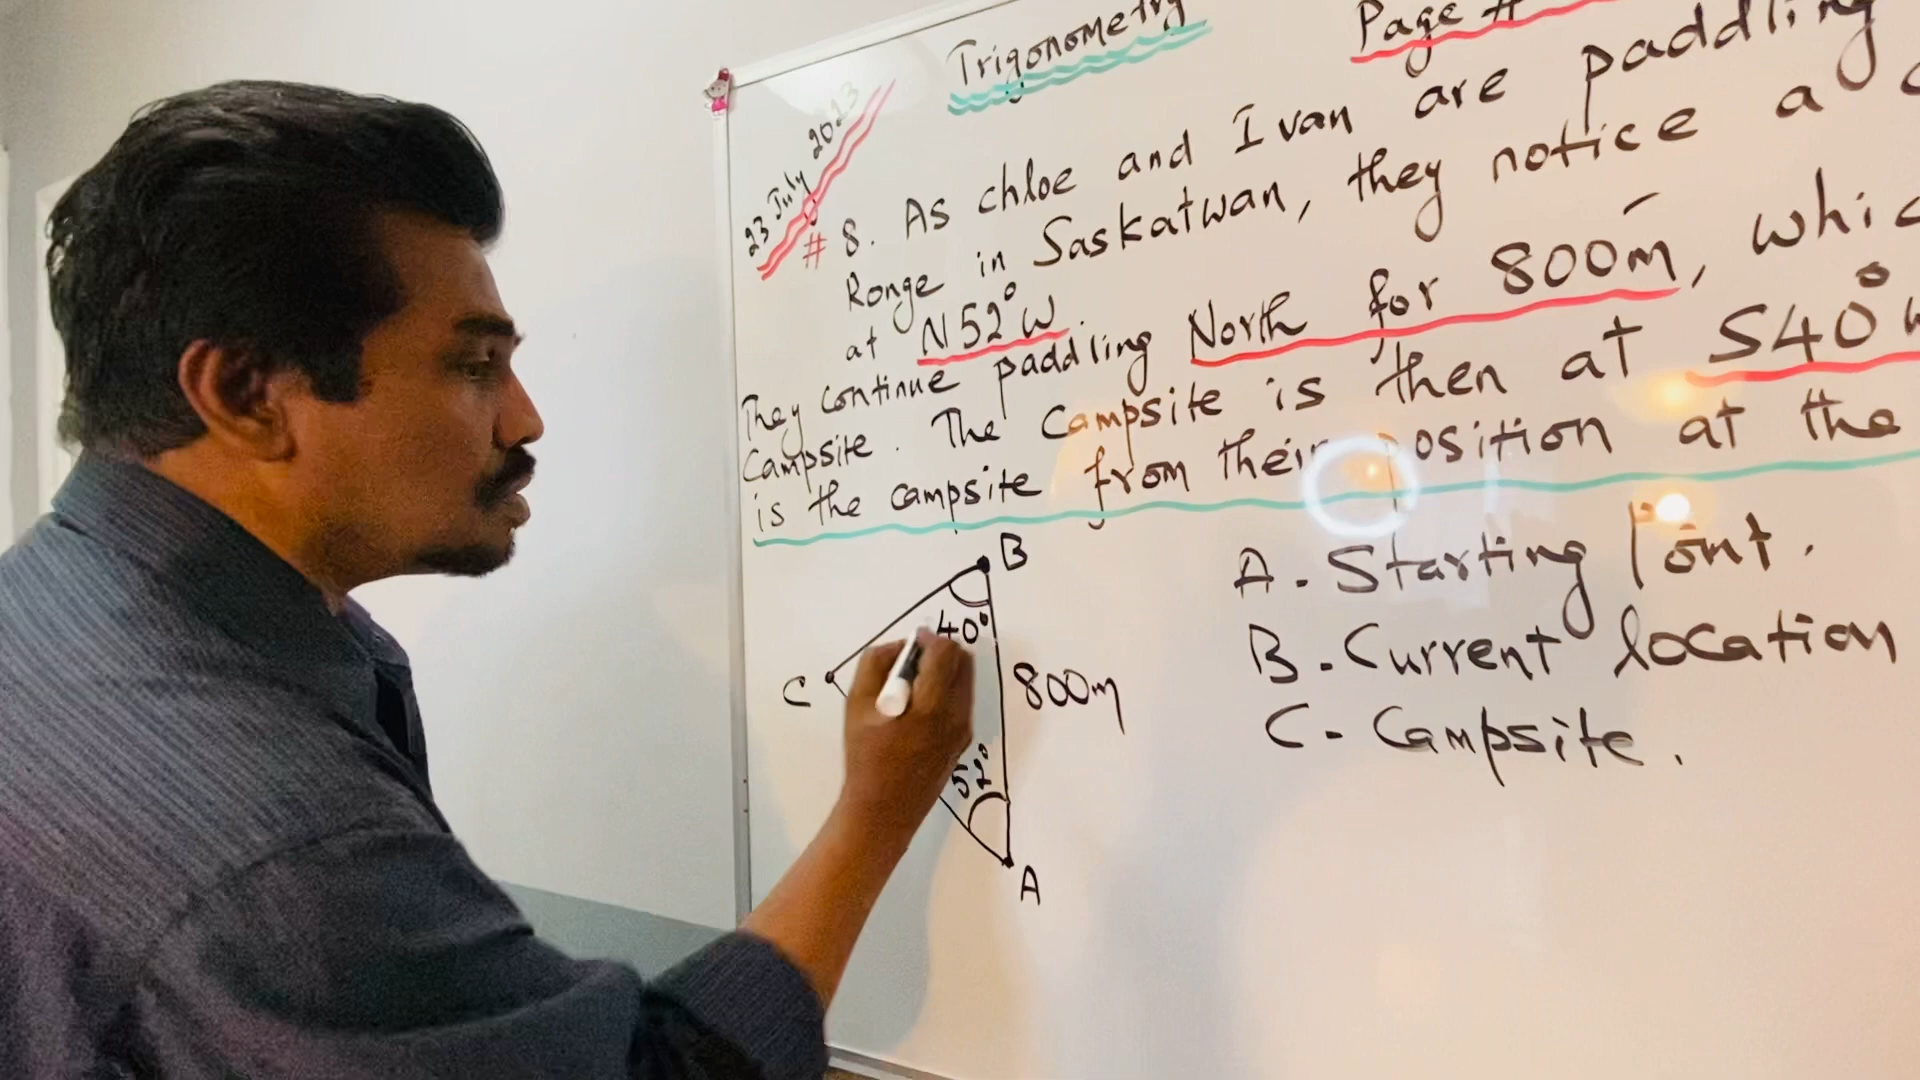 Trigonometry
Page #
23 July 2023
# 8. As chloe and Ivan are paddling
Ronge in Saskatwan, they notice a
at N52°W.
They continue paddling North for 800m, whic
Campsite. The Campsite is then at S40°
is the campsite from their position at the
B
40°
C
800m
52°
A
A - Starting Point.
B - Current location
C - Campsite.